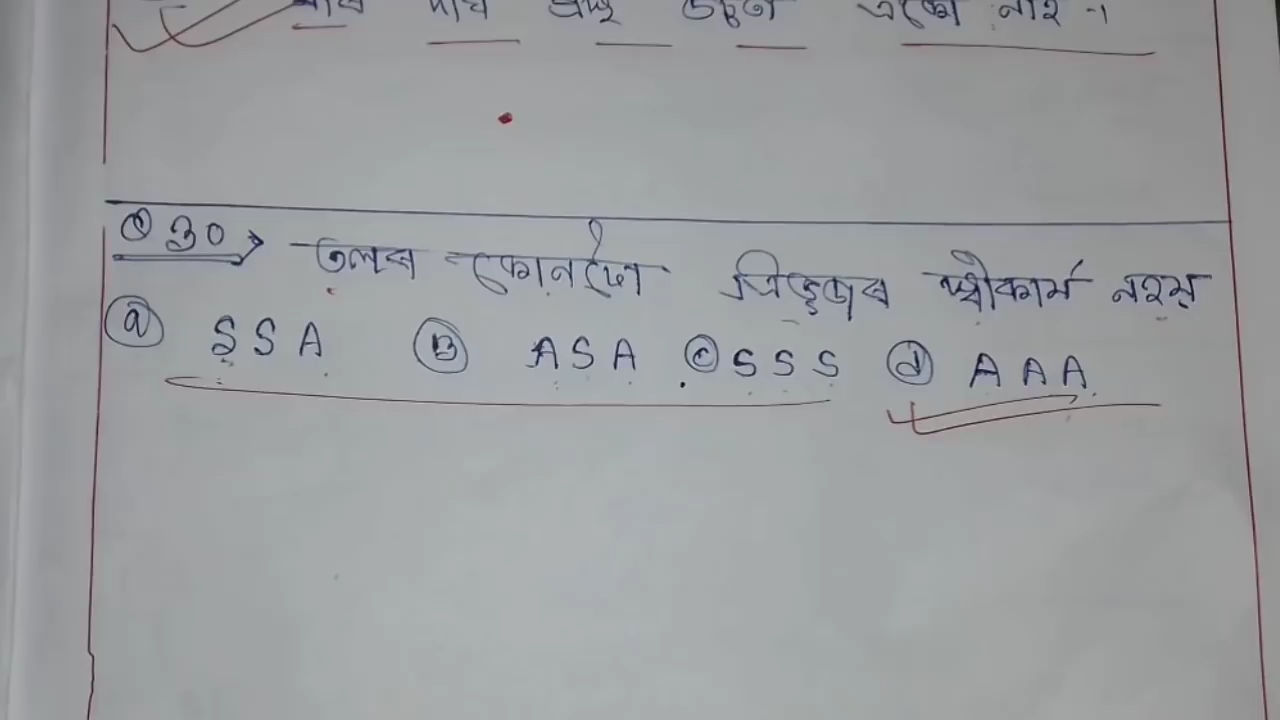 Q 30 → তলৰ কোনটো ত্ৰিভুজৰ স্বীকাৰ্য নহয়
(a) SSA (B) ASA (c) SSS (d) AAA